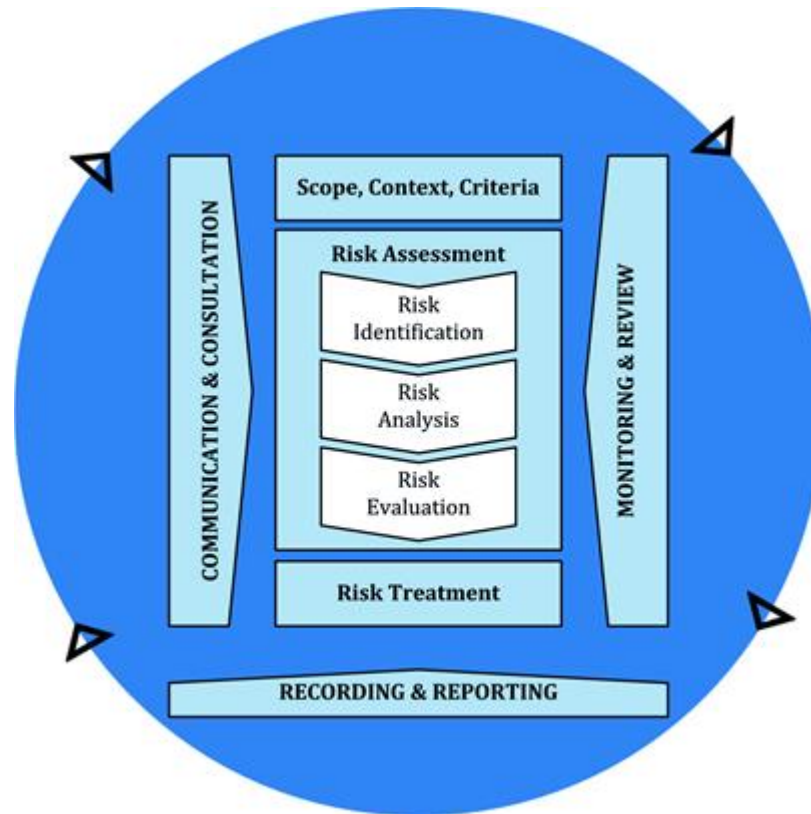 Scope, Context, Criteria
Risk Assessment
Risk
Identification
Risk
Analysis
Risk
Evaluation
Risk Treatment
COMMUNICATION & CONSULTATION
MONITORING & REVIEW
RECORDING & REPORTING